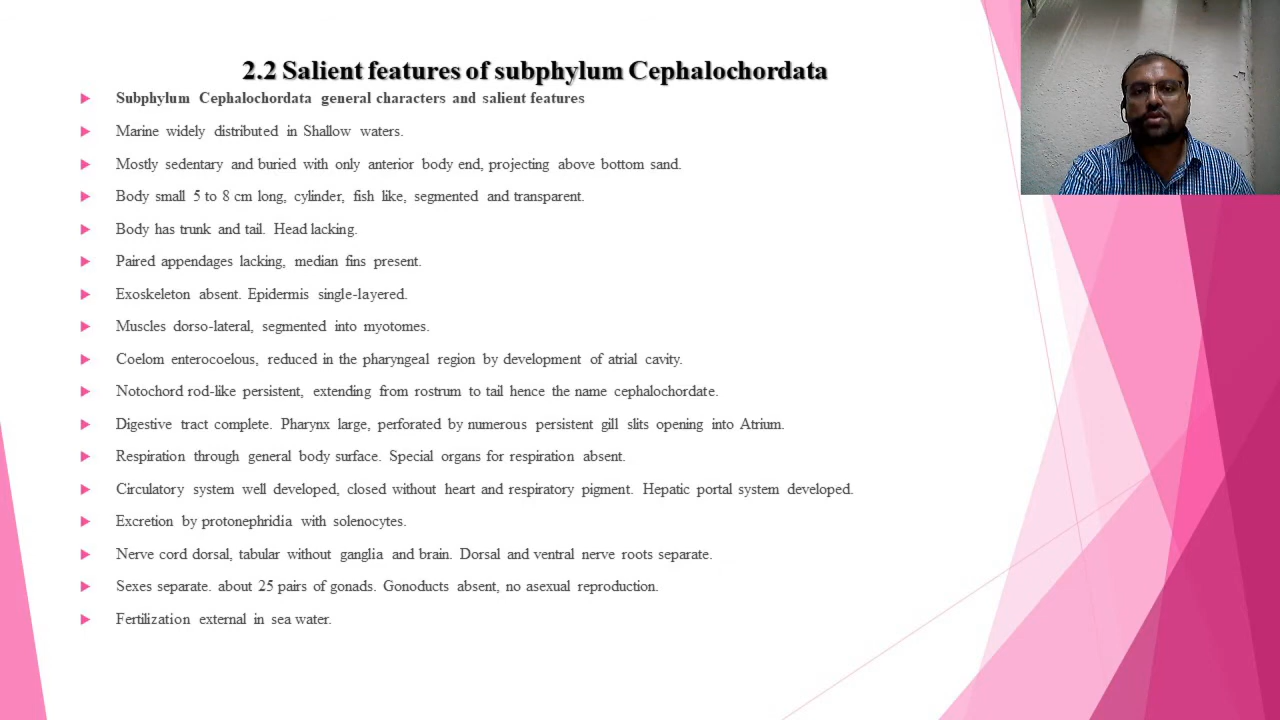 2.2 Salient features of subphylum Cephalochordata
Subphylum Cephalochordata general characters and salient features
Marine widely distributed in Shallow waters.
Mostly sedentary and buried with only anterior body end, projecting above bottom sand.
Body small 5 to 8 cm long, cylinder, fish like, segmented and transparent.
Body has trunk and tail. Head lacking.
Paired appendages lacking, median fins present.
Exoskeleton absent. Epidermis single-layered.
Muscles dorso-lateral, segmented into myotomes.
Coelom enterocoelous, reduced in the pharyngeal region by development of atrial cavity.
Notochord rod-like persistent, extending from rostrum to tail hence the name cephalochordate.
Digestive tract complete. Pharynx large, perforated by numerous persistent gill slits opening into Atrium.
Respiration through general body surface. Special organs for respiration absent.
Circulatory system well developed, closed without heart and respiratory pigment. Hepatic portal system developed.
Excretion by protonephridia with solenocytes.
Nerve cord dorsal, tabular without ganglia and brain. Dorsal and ventral nerve roots separate.
Sexes separate. about 25 pairs of gonads. Gonoducts absent, no asexual reproduction.
Fertilization external in sea water.